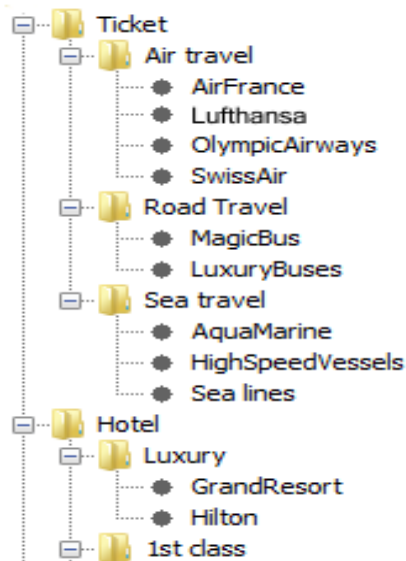 Ticket
Air travel
AirFrance
Lufthansa
OlympicAirways
SwissAir
Road Travel
MagicBus
LuxuryBuses
Sea travel
AquaMarine
HighSpeedVessels
Sea lines
Hotel
Luxury
GrandResort
Hilton
1st class